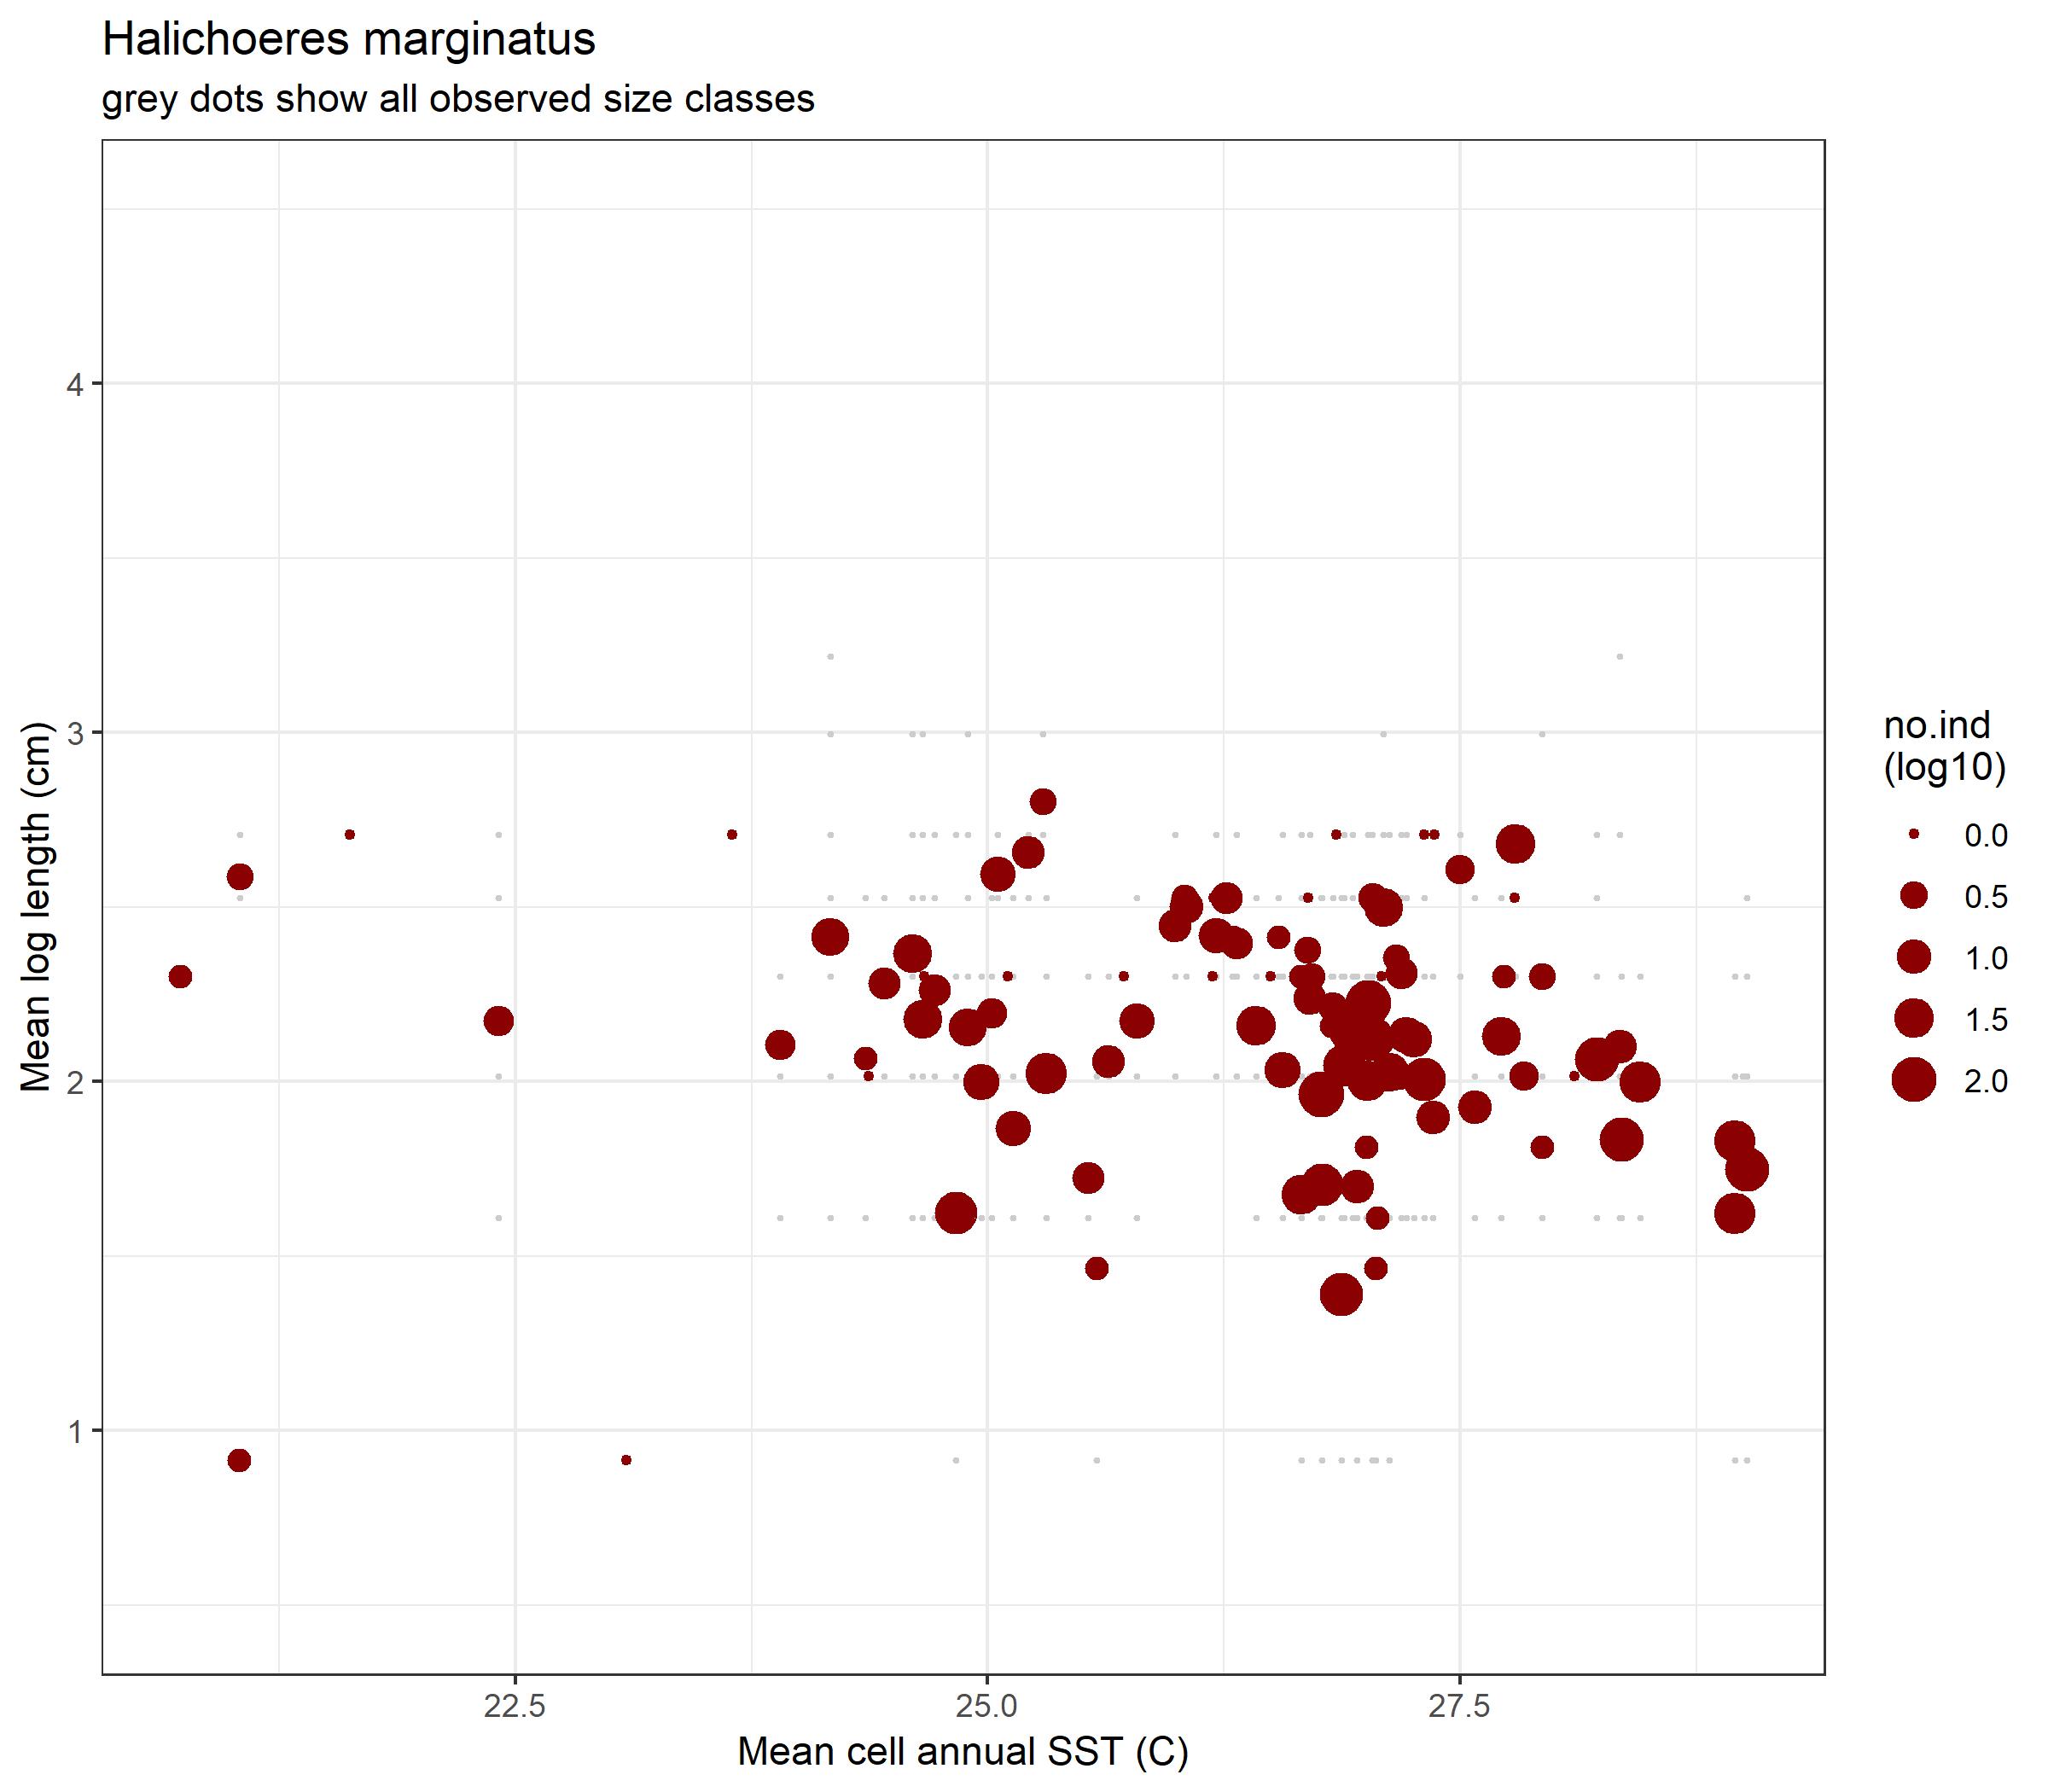 Halichoeres marginatus
grey dots show all observed size classes
Mean log length (cm)
4
3
2
1
22.5
25.0
27.5
Mean cell annual SST (C)
no.ind
(log10)
0.0
0.5
1.0
1.5
2.0